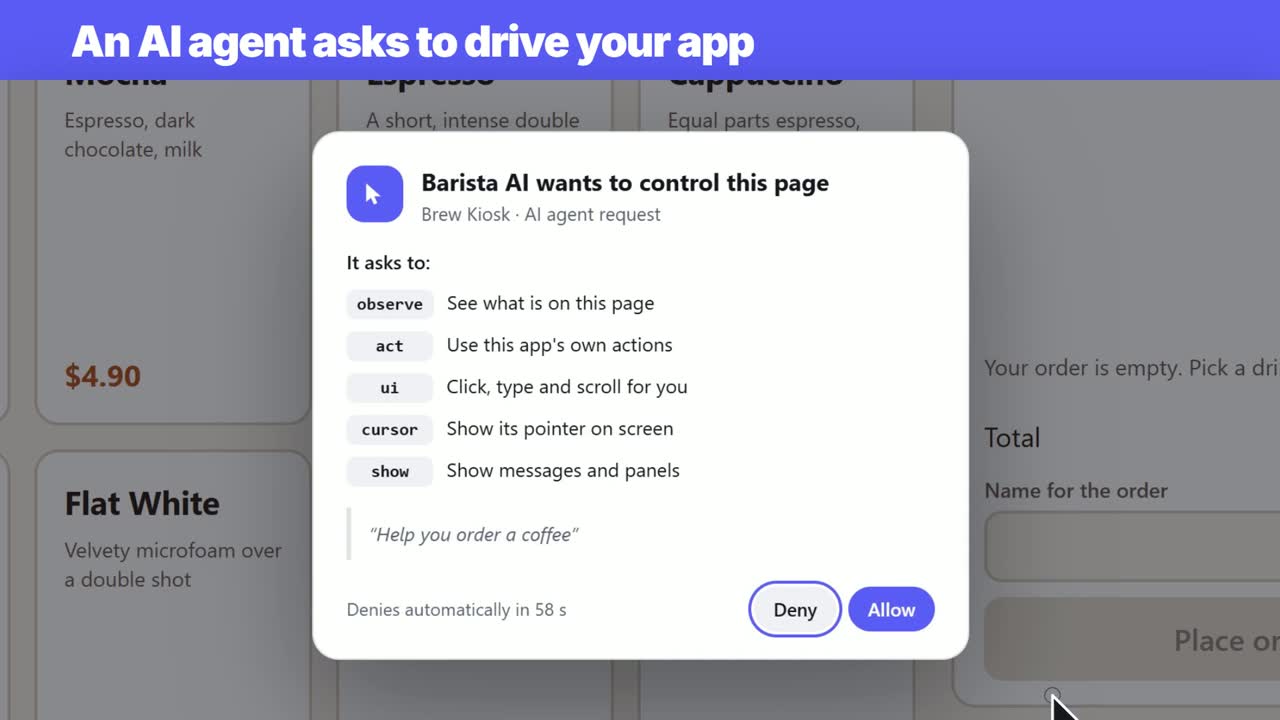 An AI agent asks to drive your app
Mocha
Espresso, dark
chocolate, milk
$4.90
Espresso
A short, intense double
Cappuccino
Equal parts espresso,
Barista AI wants to control this page
Brew Kiosk · AI agent request
It asks to:
observe See what is on this page
act Use this app's own actions
ui Click, type and scroll for you
cursor Show its pointer on screen
show Show messages and panels
“Help you order a coffee”
Denies automatically in 58 s
Deny
Allow
Flat White
Velvety microfoam over
a double shot
Your order is empty. Pick a
Total
Name for the order
Place